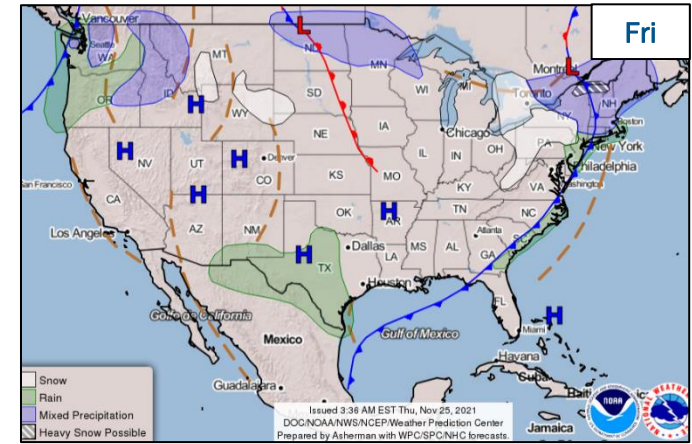 Fri
Vancouver
Seattle
WA
MT
ND
MN
L
L
Montreal
OR
ID
WY
SD
WI
MI
Toronto
NY
NH
Boston
H
H
H
H
H
H
H
NV
UT
Denver
CO
NE
IA
Chicago
IL
IN
OH
PA
New York
Philadelphia
Washington
San Francisco
CA
KS
MO
KY
VA
Los Angeles
AZ
NM
OK
AR
TN
NC
Atlanta
SC
Dallas
TX
LA
MS
AL
GA
Houston
FL
Miami
Golfo de California
Mexico
Gulf of Mexico
Havana
Cuba
Haiti
Guadalajara
Jamaica
Snow
Rain
Mixed Precipitation
Heavy Snow Possible
Issued 3:36 AM EST Thu, Nov 25, 2021
DOC/NOAA/NWS/NCEP/Weather Prediction Center
Prepared by Asherman with WPC/SPC/NHC forecasts.
NOAA